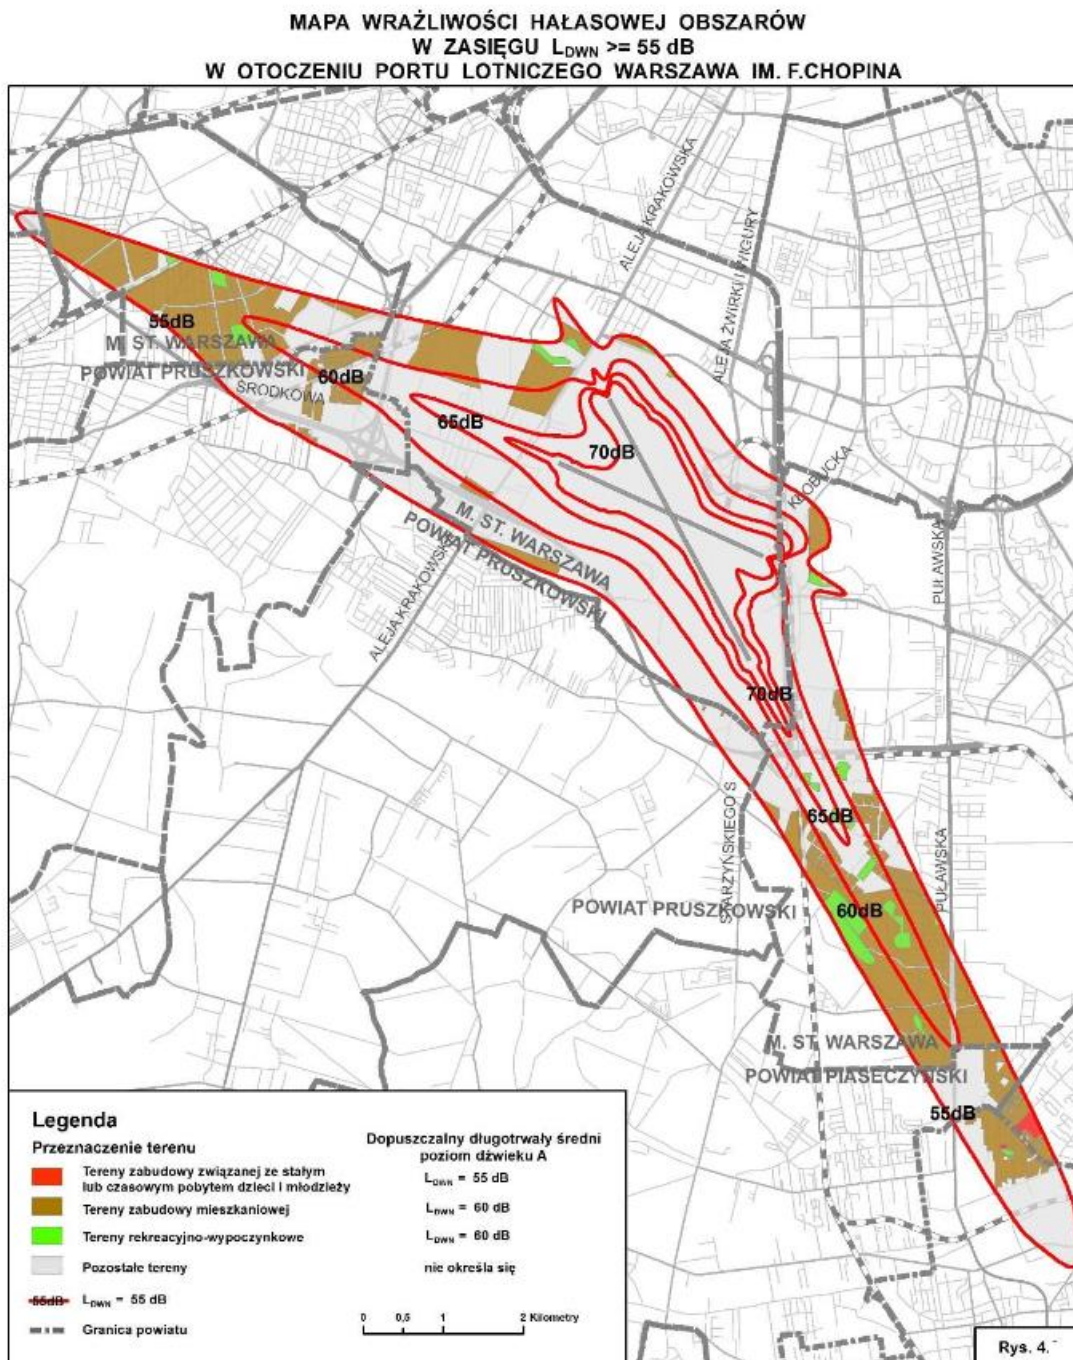 MAPA WRAŻLIWOŚCI HAŁASOWEJ OBSZARÓW
W ZASIĘGU LDWN >= 55 dB
W OTOCZENIU PORTU LOTNICZEGO WARSZAWA IM. F.CHOPINA
ALEJA KRAKOWSKA
ALEJA ŻWIRKI I WIGURY
55dB
M. ST. WARSZAWA
POWIAT PRUSZKOWSKI
ŚRODKOWA
60dB
65dB
70dB
KŁOBUCKA
M. ST. WARSZAWA
POWIAT PRUSZKOWSKI
ALEJA KRAKOWSKA
PUŁAWSKA
70dB
65dB
SKARŻYŃSKIEGO S
PUŁAWSKA
POWIAT PRUSZKOWSKI
60dB
M. ST. WARSZAWA
POWIAT PIASECZYŃSKI
55dB
Legenda
Przeznaczenie terenu
Dopuszczalny długotrwały średni
poziom dźwieku A
Tereny zabudowy związanej ze stałym
lub czasowym pobytem dzieci i młodzieży
LDWN = 55 dB
Tereny zabudowy mieszkaniowej
LDWN = 60 dB
Tereny rekreacyjno-wypoczynkowe
LDWN = 60 dB
Pozostałe tereny
nie określa się
55dB LDWN = 55 dB
Granica powiatu
0 0,5 1 2 Kilometry
Rys. 4.